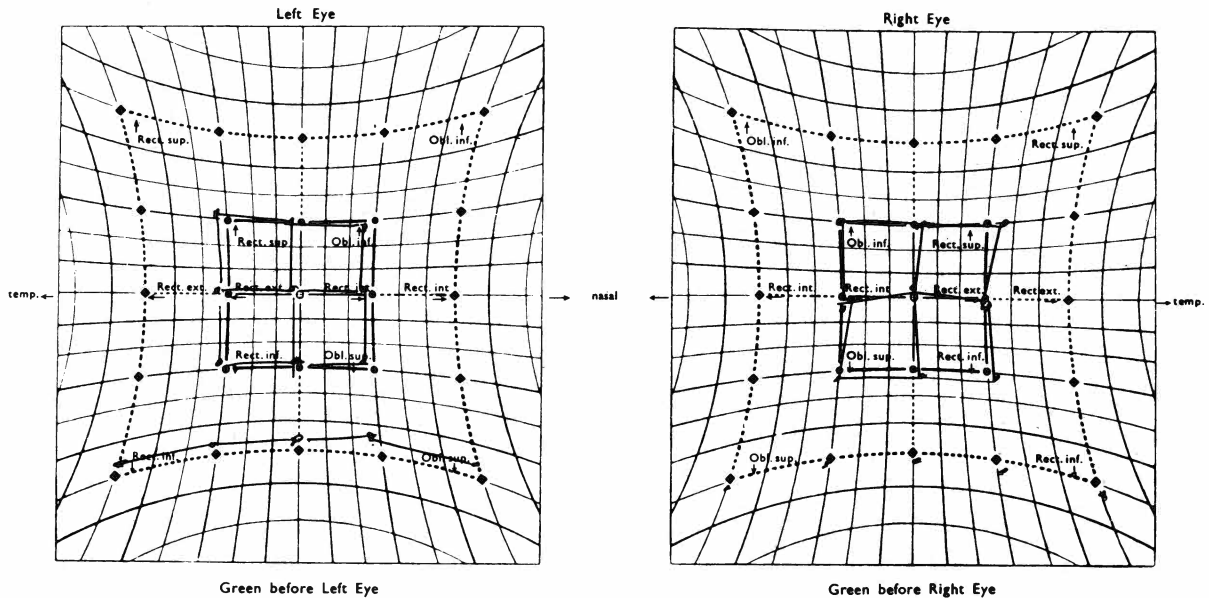 Left Eye
Right Eye
Rect. sup.
Obl. inf.
Obl. inf.
Rect. sup.
Rect. sup
Obl. inf.
Obl. inf.
Rect. sup.
temp.
Rect. ext.
Rect. ext.
Rect. int.
Rect. int
nasal
Rect. int.
Rect. int
Rect. ext.
Rect. ext.
temp.
Rect. inf.
Obl. sup.
Obl. sup.
Rect. inf.
Rect. inf.
Obl. sup.
Obl. sup.
Rect. inf.
Green before Left Eye
Green before Right Eye